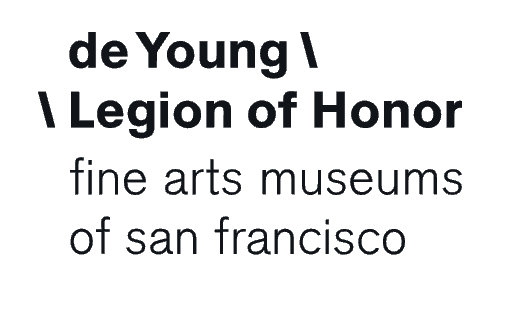 de Young \
\ Legion of Honor
fine arts museums
of san francisco